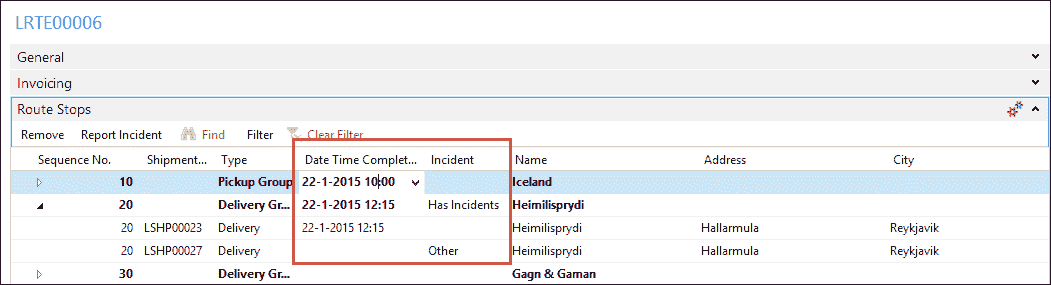 LRTE00006
General
Invoicing
Route Stops
Remove Report Incident Find Filter Clear Filter
Sequence No. Shipment... Type Date Time Complet... Incident Name Address City
10 Pickup Group 22-1-2015 10:00 Iceland
20 Delivery Gr... 22-1-2015 12:15 Has Incidents Heimilisprydi
20 LSHP00023 Delivery 22-1-2015 12:15 Heimilisprydi Hallarmula Reykjavik
20 LSHP00027 Delivery Other Heimilisprydi Hallarmula Reykjavik
30 Delivery Gr... Gagn & Gaman